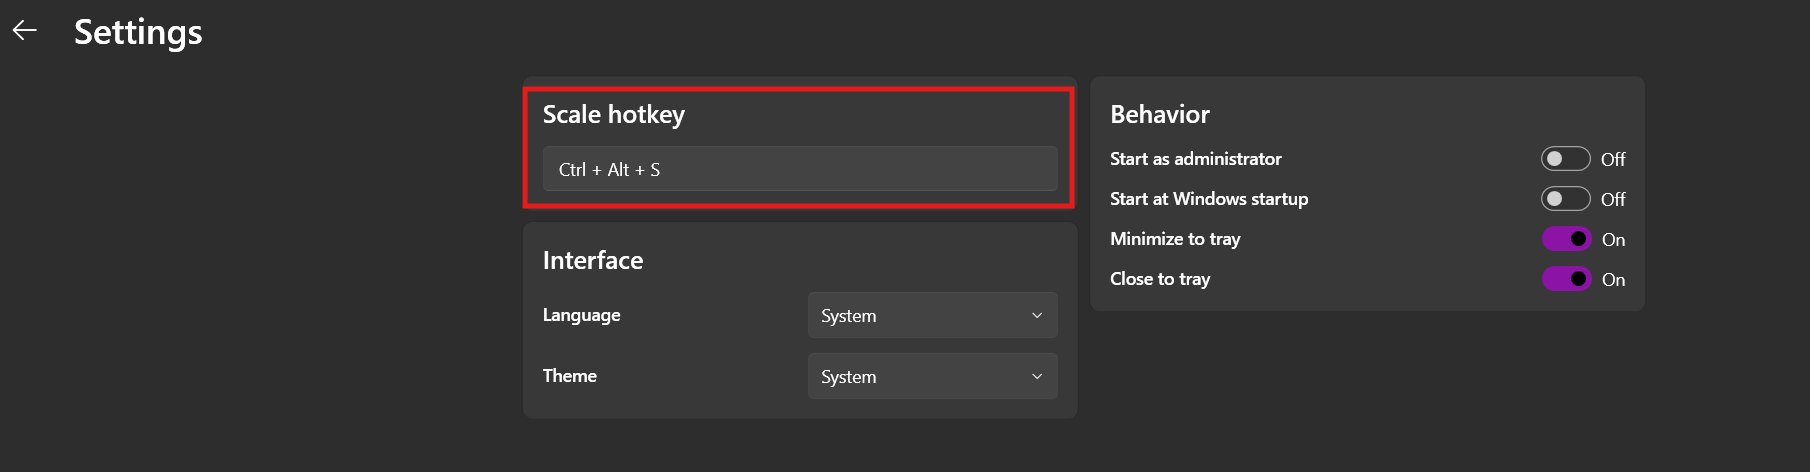 Settings
Scale hotkey
Ctrl + Alt + S
Interface
Language System
Theme System
Behavior
Start as administrator Off
Start at Windows startup Off
Minimize to tray On
Close to tray On